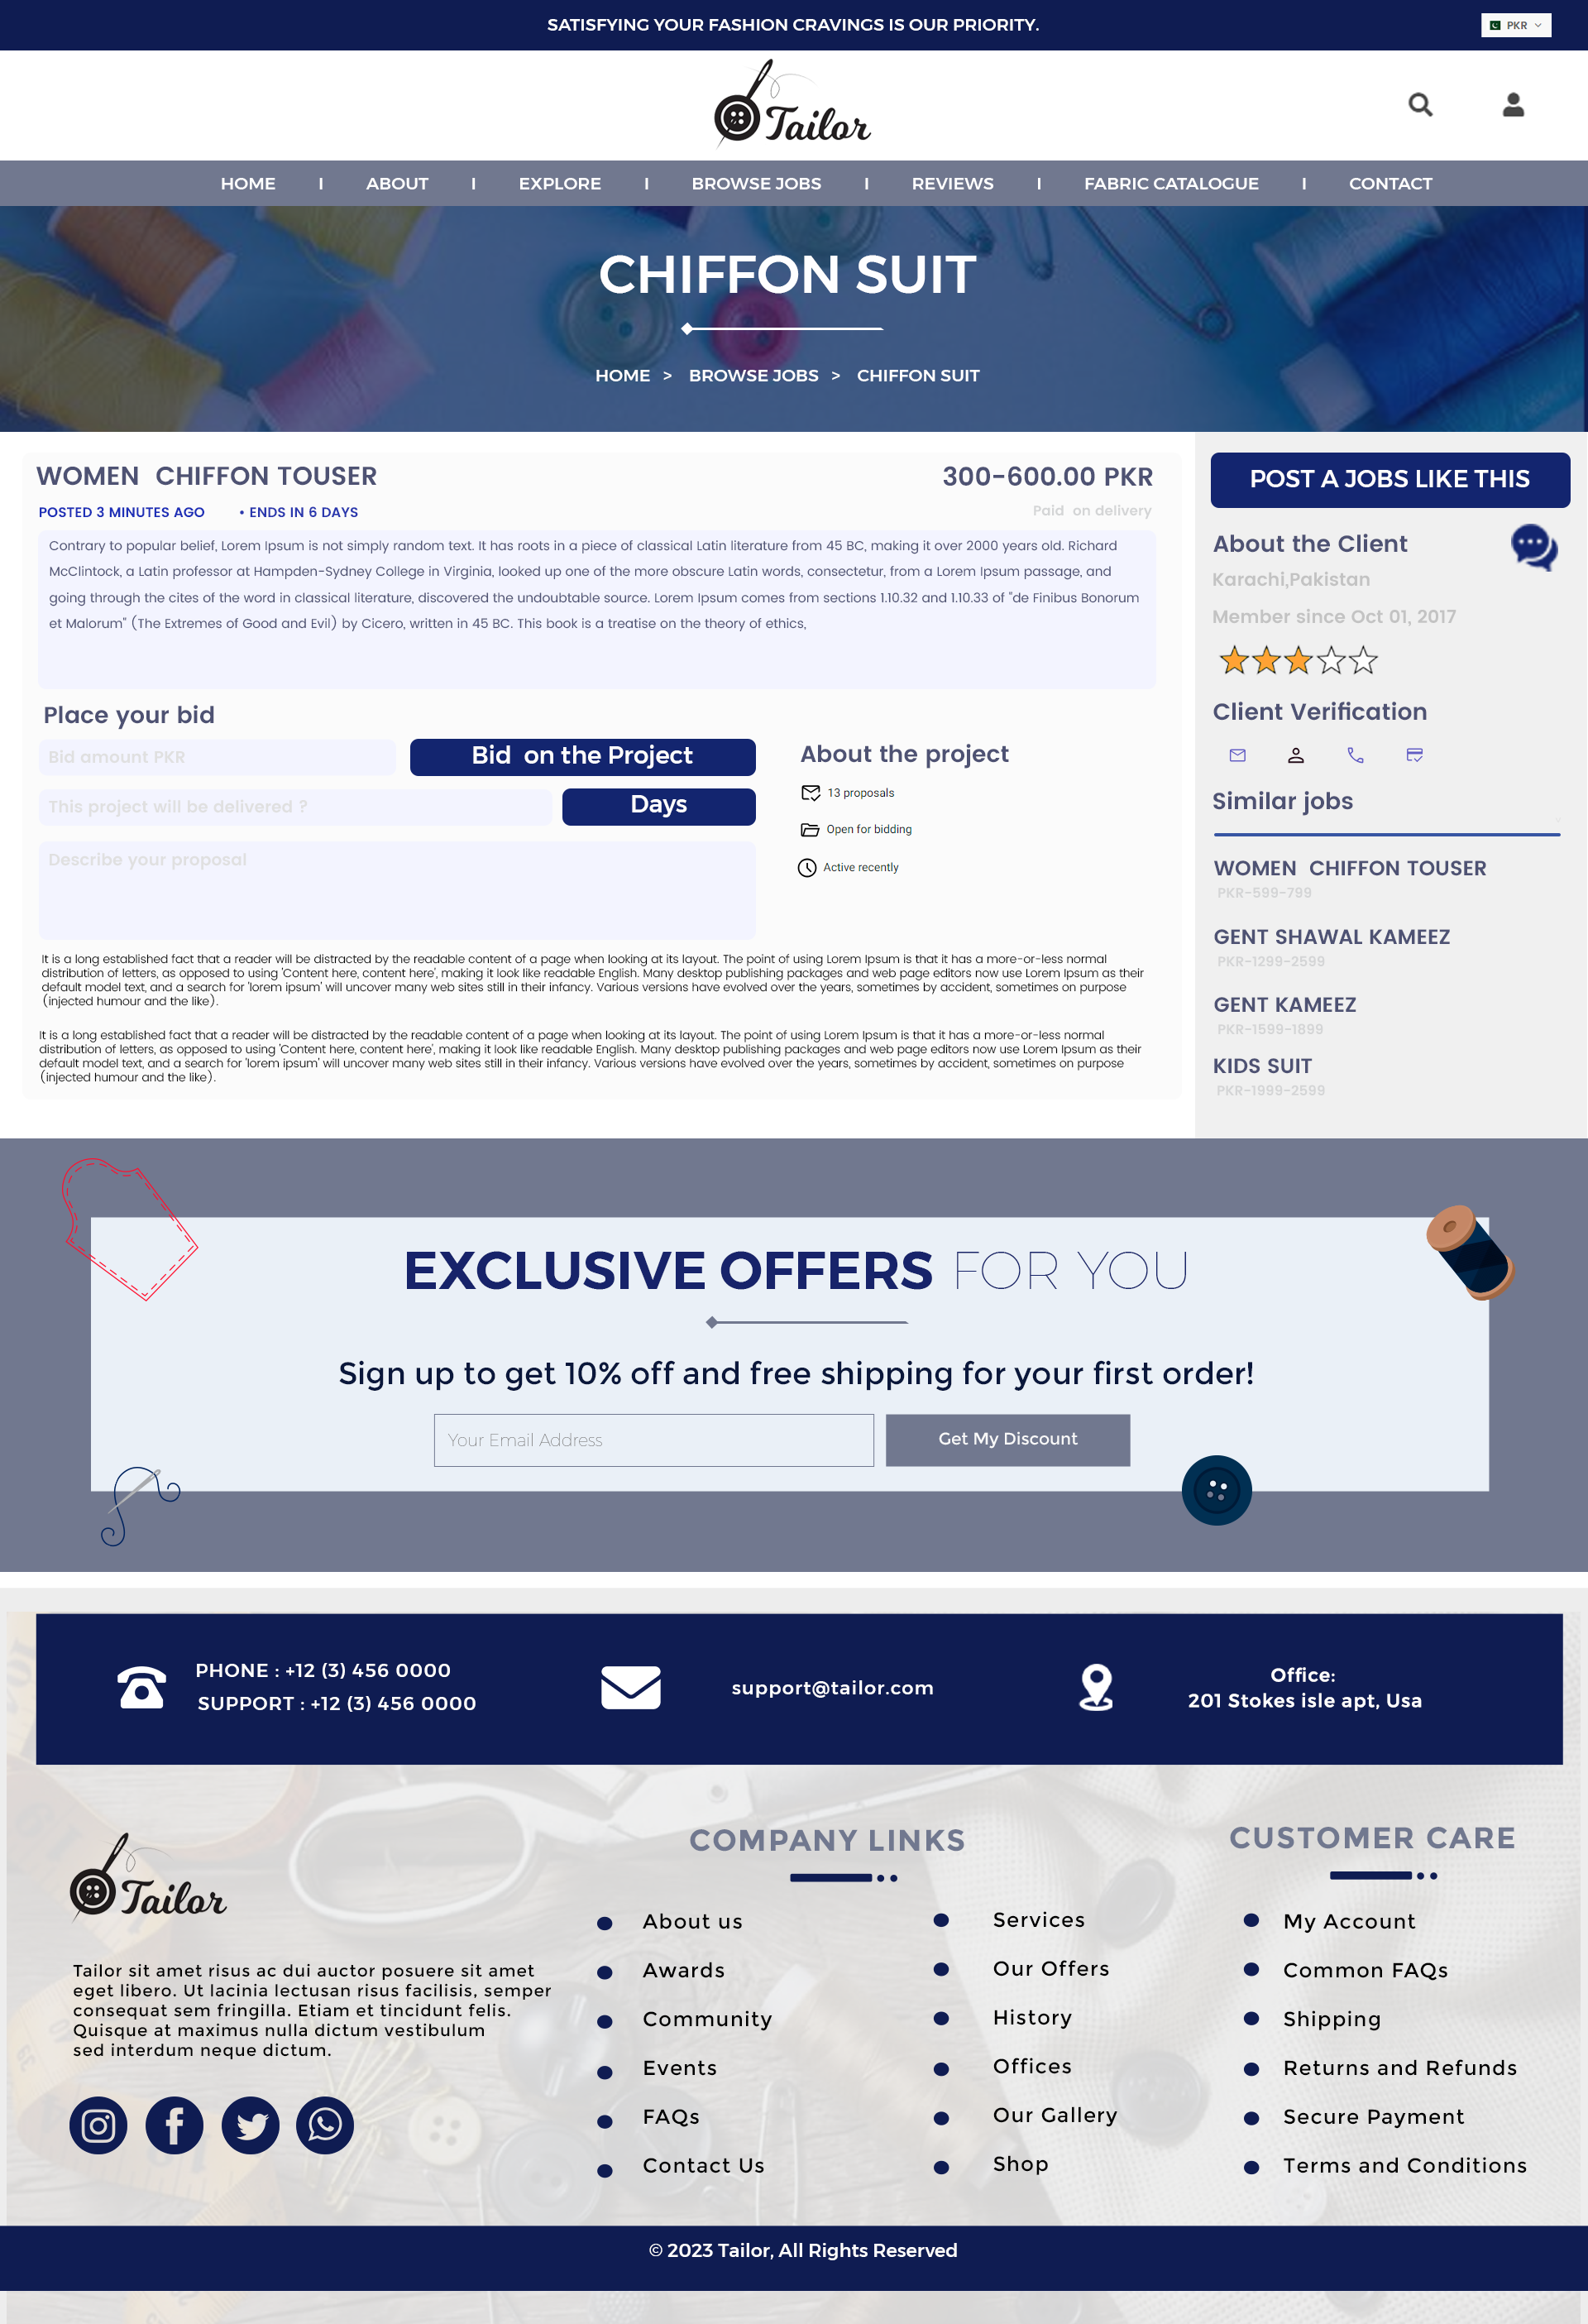 SATISFYING YOUR FASHION CRAVINGS IS OUR PRIORITY.
PKR
Tailor
HOME I ABOUT I EXPLORE I BROWSE JOBS I REVIEWS I FABRIC CATALOGUE I CONTACT
CHIFFON SUIT
HOME > BROWSE JOBS > CHIFFON SUIT
WOMEN CHIFFON TOUSER
300-600.00 PKR
POSTED 3 MINUTES AGO • ENDS IN 6 DAYS
Paid on delivery
Contrary to popular belief, Lorem Ipsum is not simply random text. It has roots in a piece of classical Latin literature from 45 BC, making it over 2000 years old. Richard
McClintock, a Latin professor at Hampden-Sydney College in Virginia, looked up one of the more obscure Latin words, consectetur, from a Lorem Ipsum passage, and
going through the cites of the word in classical literature, discovered the undoubtable source. Lorem Ipsum comes from sections 1.10.32 and 1.10.33 of "de Finibus Bonorum
et Malorum" (The Extremes of Good and Evil) by Cicero, written in 45 BC. This book is a treatise on the theory of ethics,
Place your bid
Bid amount PKR
Bid on the Project
This project will be delivered ?
Days
Describe your proposal
About the project
13 proposals
Open for bidding
Active recently
It is a long established fact that a reader will be distracted by the readable content of a page when looking at its layout. The point of using Lorem Ipsum is that it has a more-or-less normal
distribution of letters, as opposed to using 'Content here, content here', making it look like readable English. Many desktop publishing packages and web page editors now use Lorem Ipsum as their
default model text, and a search for 'lorem ipsum' will uncover many web sites still in their infancy. Various versions have evolved over the years, sometimes by accident, sometimes on purpose
(injected humour and the like).
It is a long established fact that a reader will be distracted by the readable content of a page when looking at its layout. The point of using Lorem Ipsum is that it has a more-or-less normal
distribution of letters, as opposed to using 'Content here, content here', making it look like readable English. Many desktop publishing packages and web page editors now use Lorem Ipsum as their
default model text, and a search for 'lorem ipsum' will uncover many web sites still in their infancy. Various versions have evolved over the years, sometimes by accident, sometimes on purpose
(injected humour and the like).
POST A JOBS LIKE THIS
About the Client
Karachi,Pakistan
Member since Oct 01, 2017
Client Verification
Similar jobs
WOMEN CHIFFON TOUSER
PKR-599-799
GENT SHAWAL KAMEEZ
PKR-1299-2599
GENT KAMEEZ
PKR-1599-1899
KIDS SUIT
PKR-1999-2599
EXCLUSIVE OFFERS FOR YOU
Sign up to get 10% off and free shipping for your first order!
Your Email Address
Get My Discount
PHONE : +12 (3) 456 0000
SUPPORT : +12 (3) 456 0000
support@tailor.com
Office:
201 Stokes isle apt, Usa
Tailor
Tailor sit amet risus ac dui auctor posuere sit amet
eget libero. Ut lacinia lectusan risus facilisis, semper
consequat sem fringilla. Etiam et tincidunt felis.
Quisque at maximus nulla dictum vestibulum
sed interdum neque dictum.
COMPANY LINKS
About us
Awards
Community
Events
FAQs
Contact Us
Services
Our Offers
History
Offices
Our Gallery
Shop
CUSTOMER CARE
My Account
Common FAQs
Shipping
Returns and Refunds
Secure Payment
Terms and Conditions
© 2023 Tailor, All Rights Reserved